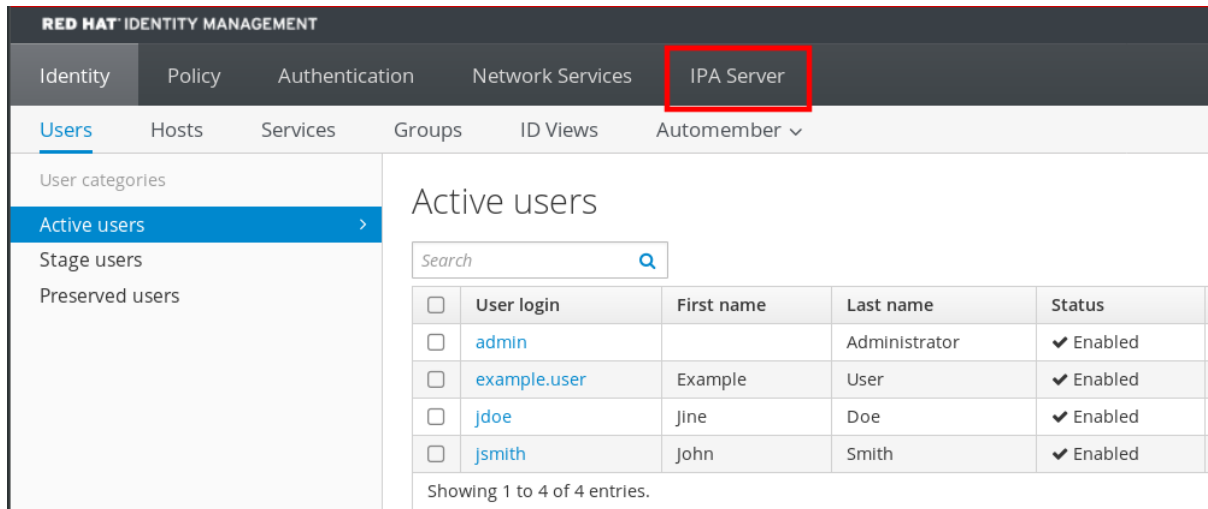 RED HAT® IDENTITY MANAGEMENT
Identity Policy Authentication Network Services IPA Server
Users Hosts Services Groups ID Views Automember
User categories
Active users
Stage users
Preserved users
Active users
Search
User login First name Last name Status
admin Administrator Enabled
example.user Example User Enabled
jdoe Jine Doe Enabled
jsmith John Smith Enabled
Showing 1 to 4 of 4 entries.